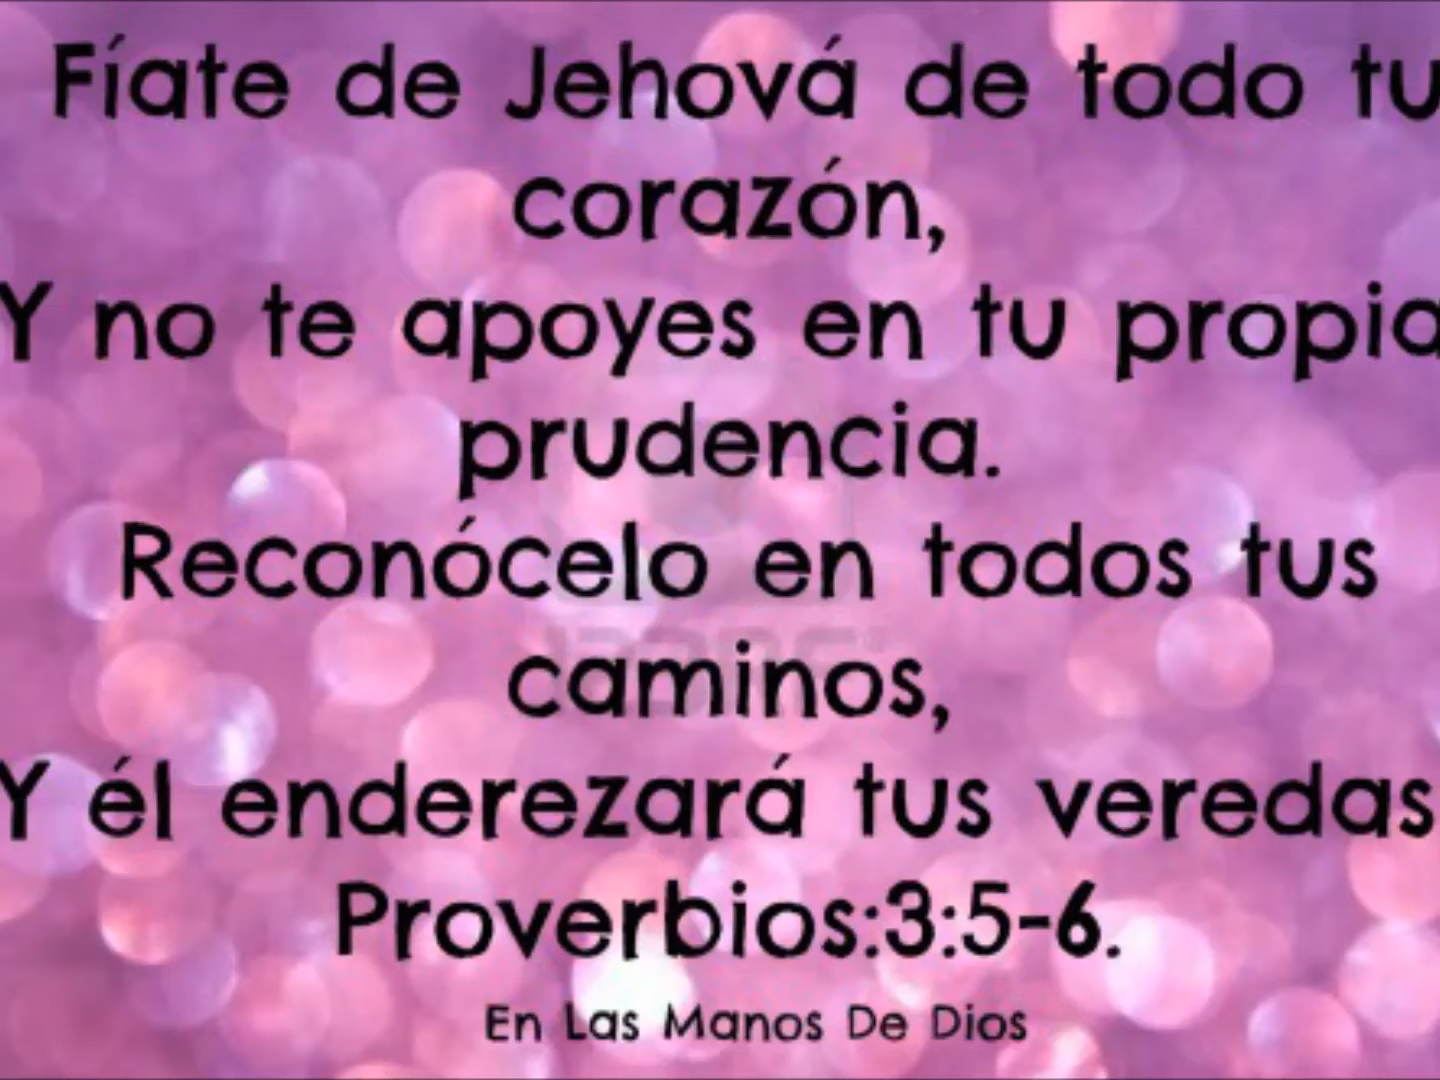 Fíate de Jehová de todo tu
corazón,
Y no te apoyes en tu propia
prudencia.
Reconócelo en todos tus
caminos,
Y él enderezará tus veredas
Proverbios:3:5-6.
En Las Manos De Dios